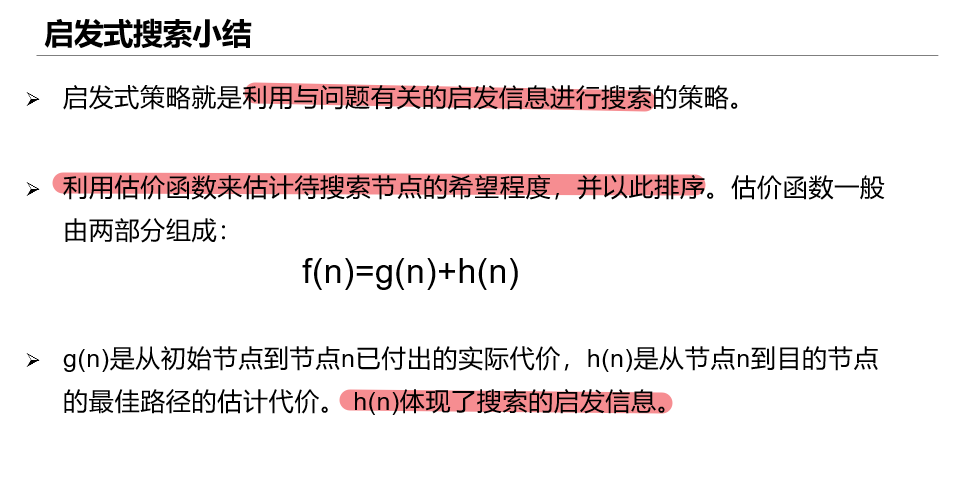 启发式搜索小结
➢ 启发式策略就是利用与问题有关的启发信息进行搜索的策略。
➢ 利用估价函数来估计待搜索节点的希望程度，并以此排序。估价函数一般
由两部分组成：
f(n)=g(n)+h(n)
➢ g(n)是从初始节点到节点n已付出的实际代价，h(n)是从节点n到目的节点
的最佳路径的估计代价。 h(n)体现了搜索的启发信息。